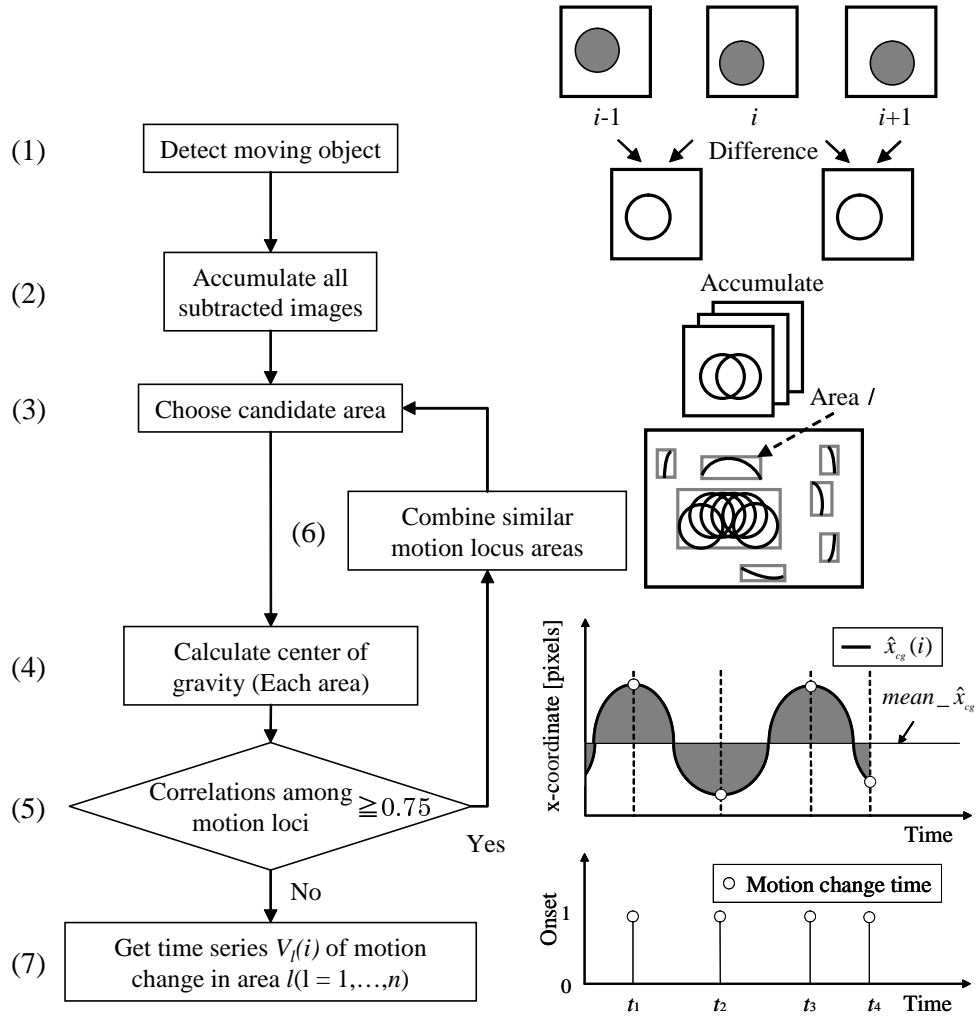 (1)
Detect moving object
(2)
Accumulate all
subtracted images
(3)
Choose candidate area
(6)
Combine similar
motion locus areas
(4)
Calculate center of
gravity (Each area)
(5)
Correlations among
motion loci
≧0.75
Yes
No
(7)
Get time series V_l(i) of motion
change in area l(l = 1,…,n)
i-1
i
i+1
Difference
Accumulate
Area l
x-coordinate [pixels]
x̂_cg(i)
mean_x̂_cg
Time
Onset
1
0
Motion change time
t₁
t₂
t₃
t₄
Time